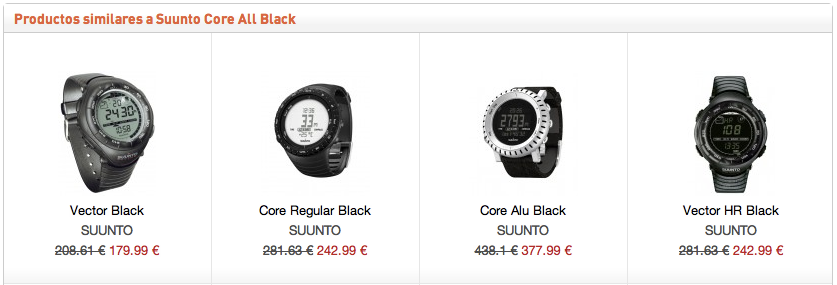 Productos similares a Suunto Core All Black
Vector Black
SUUNTO
208.61 € 179.99 €
Core Regular Black
SUUNTO
281.63 € 242.99 €
Core Alu Black
SUUNTO
438.1 € 377.99 €
Vector HR Black
SUUNTO
281.63 € 242.99 €